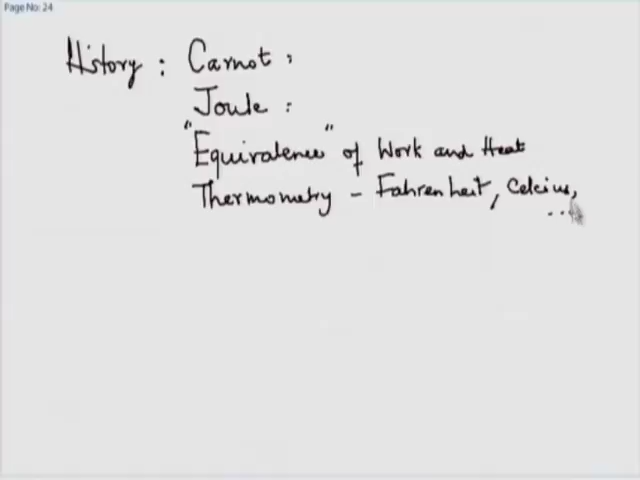 Page No: 24
History : Carnot :
Joule :
"Equivalence" of Work and Heat
Thermometry - Fahrenheit, Celcius,
...